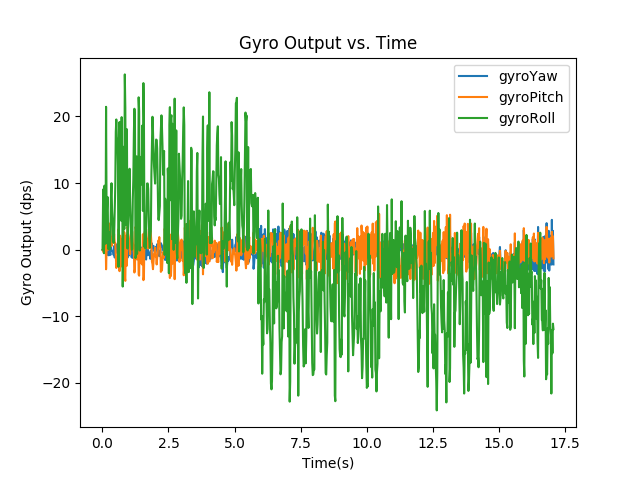 Gyro Output vs. Time
gyroYaw
gyroPitch
gyroRoll
Gyro Output (dps)
20
10
0
−10
−20
0.0 2.5 5.0 7.5 10.0 12.5 15.0 17.5
Time(s)